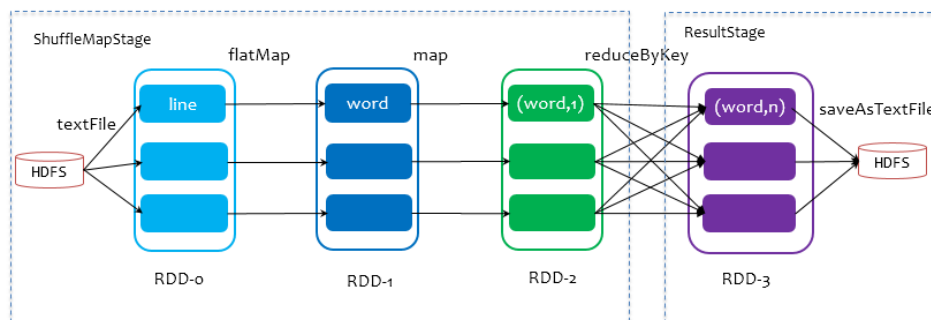 ShuffleMapStage
ResultStage
flatMap
map
reduceByKey
line
word
(word,1)
(word,n)
textFile
saveAsTextFile
HDFS
HDFS
RDD-0
RDD-1
RDD-2
RDD-3